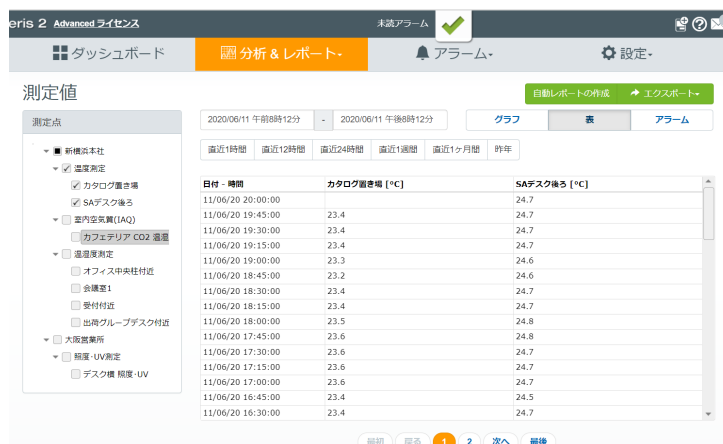 eris 2 Advanced ライセンス 未読アラーム
ダッシュボード 分析 & レポート アラーム 設定
測定値 自動レポートの作成 エクスポート
測定点 2020/06/11 午前8時12分 - 2020/06/11 午後8時12分 グラフ 表 アラーム
直近1時間 直近12時間 直近24時間 直近1週間 直近1ヶ月間 昨年
新横浜本社
温度測定
カタログ置き場
SAデスク後ろ
室内空気質(IAQ)
カフェテリア CO2 温湿
温湿度測定
オフィス中央柱付近
会議室1
受付付近
出荷グループデスク付近
大阪営業所
照度・UV測定
デスク横 照度・UV
日付 - 時間 カタログ置き場 [°C] SAデスク後ろ [°C]
11/06/20 20:00:00 24.7
11/06/20 19:45:00 23.4 24.7
11/06/20 19:30:00 23.4 24.7
11/06/20 19:15:00 23.4 24.7
11/06/20 19:00:00 23.3 24.6
11/06/20 18:45:00 23.2 24.6
11/06/20 18:30:00 23.4 24.7
11/06/20 18:15:00 23.4 24.7
11/06/20 18:00:00 23.5 24.8
11/06/20 17:45:00 23.6 24.8
11/06/20 17:30:00 23.6 24.7
11/06/20 17:15:00 23.6 24.7
11/06/20 17:00:00 23.6 24.7
11/06/20 16:45:00 23.4 24.5
11/06/20 16:30:00 23.4 24.7
最初 戻る 1 2 次へ 最後